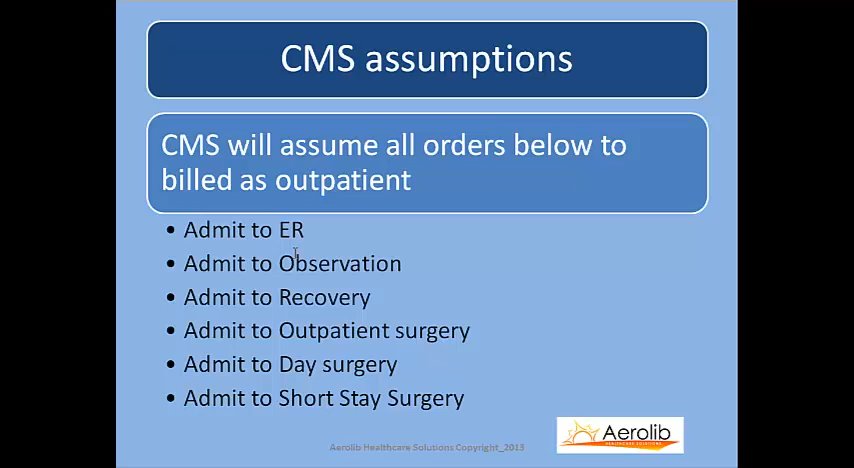 CMS assumptions
CMS will assume all orders below to
billed as outpatient
• Admit to ER
• Admit to Observation
• Admit to Recovery
• Admit to Outpatient surgery
• Admit to Day surgery
• Admit to Short Stay Surgery
Aerolib Healthcare Solutions Copyright_2013
Aerolib
HEALTHCARE SOLUTIONS